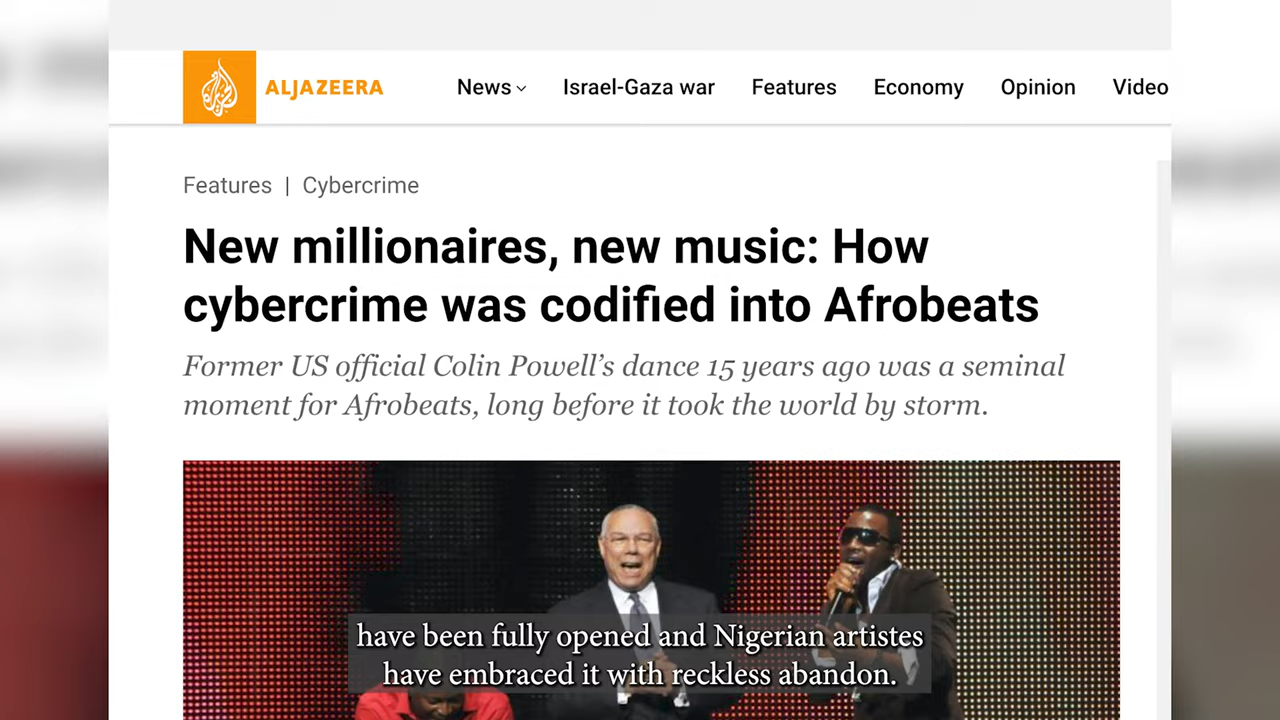 ALJAZEERA
News Israel-Gaza war Features Economy Opinion Video
Features | Cybercrime
New millionaires, new music: How
cybercrime was codified into Afrobeats
Former US official Colin Powell’s dance 15 years ago was a seminal
moment for Afrobeats, long before it took the world by storm.
have been fully opened and Nigerian artistes
have embraced it with reckless abandon.